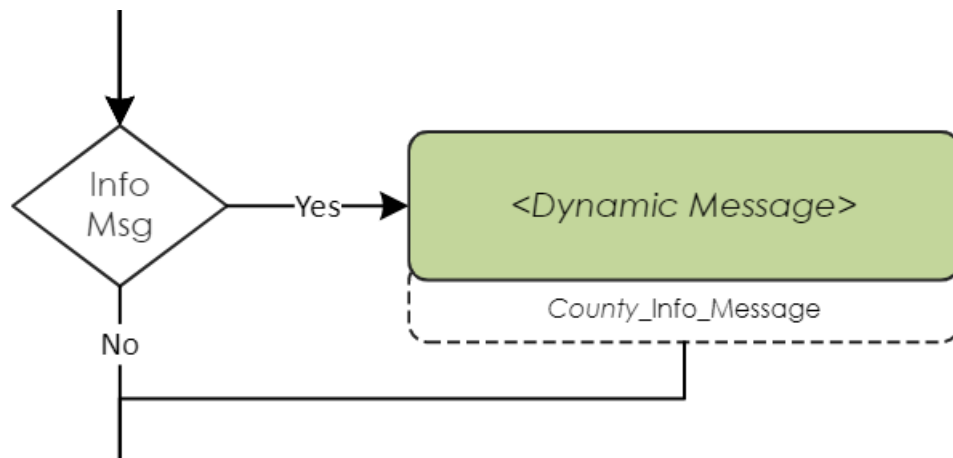 Info
Msg
Yes
<Dynamic Message>
County_Info_Message
No